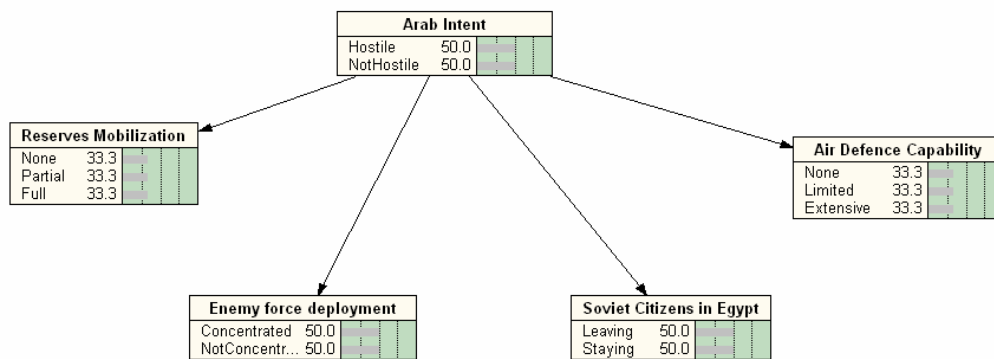 Arab Intent
Hostile 50.0
NotHostile 50.0
Reserves Mobilization
None 33.3
Partial 33.3
Full 33.3
Air Defence Capability
None 33.3
Limited 33.3
Extensive 33.3
Enemy force deployment
Concentrated 50.0
NotConcentr... 50.0
Soviet Citizens in Egypt
Leaving 50.0
Staying 50.0